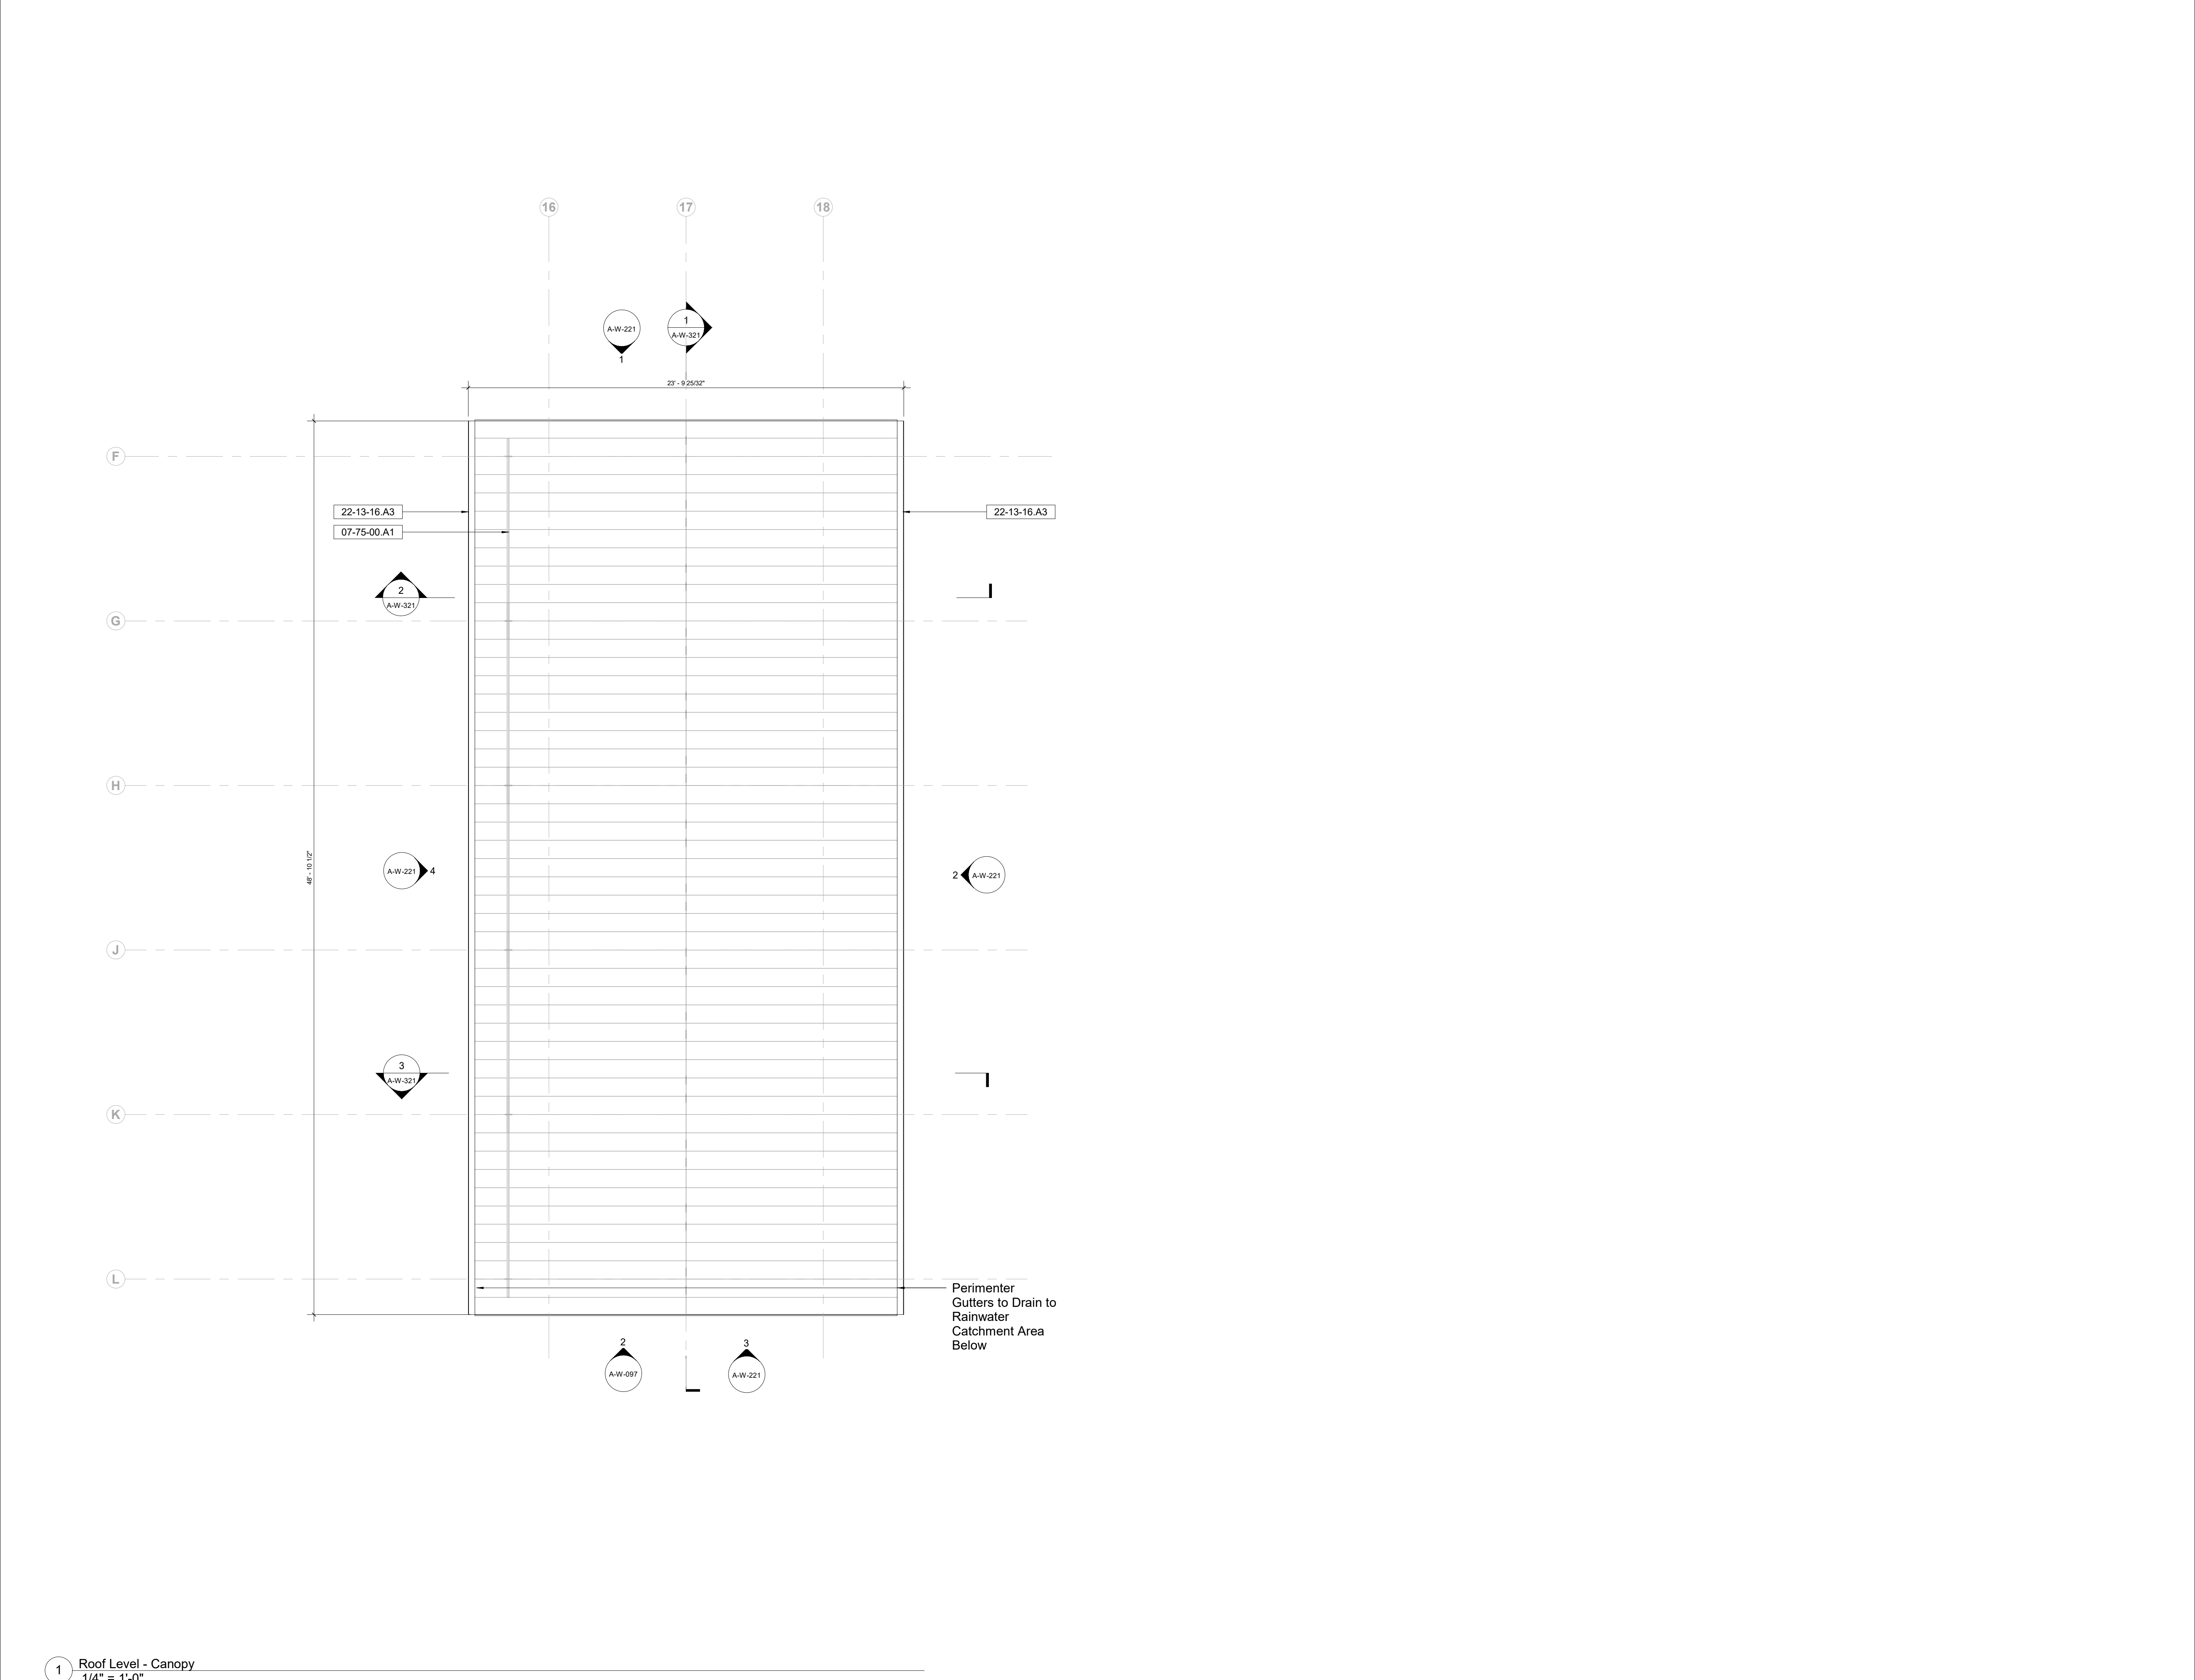 16
17
18
A-W-221
1
1
A-W-321
23' - 9 25/32"
F
22-13-16.A3
22-13-16.A3
07-75-00.A1
2
A-W-321
G
H
48' - 10 1/2"
A-W-221
4
2
A-W-221
J
3
A-W-321
K
L
Perimenter
Gutters to Drain to
Rainwater
Catchment Area
Below
2
A-W-097
3
A-W-221
1
Roof Level - Canopy
1/4" = 1'-0"